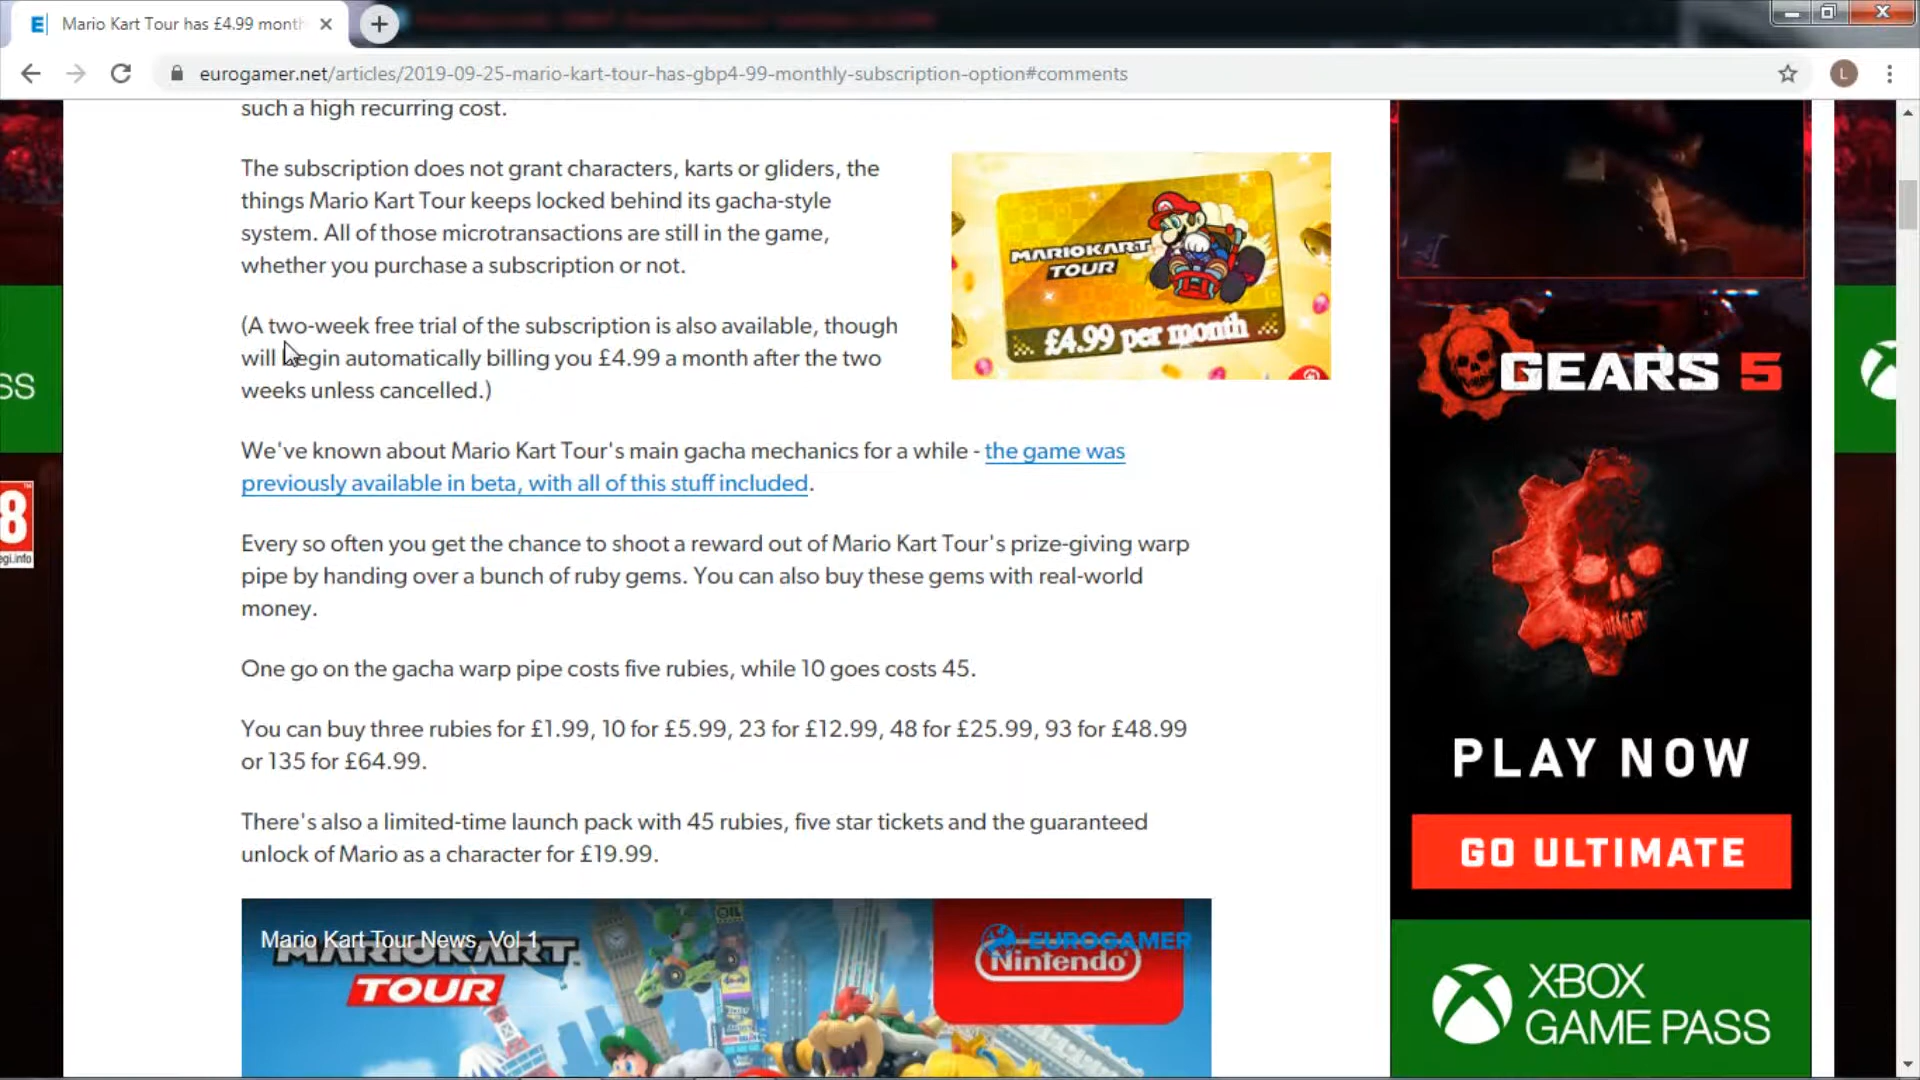 Mario Kart Tour has £4.99 month
eurogamer.net/articles/2019-09-25-mario-kart-tour-has-gbp4-99-monthly-subscription-option#comments
L
such a high recurring cost.
The subscription does not grant characters, karts or gliders, the
things Mario Kart Tour keeps locked behind its gacha-style
system. All of those microtransactions are still in the game,
whether you purchase a subscription or not.
MARIOKART
TOUR
£4.99 per month
(A two-week free trial of the subscription is also available, though
will begin automatically billing you £4.99 a month after the two
weeks unless cancelled.)
We've known about Mario Kart Tour's main gacha mechanics for a while - the game was
previously available in beta, with all of this stuff included.
Every so often you get the chance to shoot a reward out of Mario Kart Tour's prize-giving warp
pipe by handing over a bunch of ruby gems. You can also buy these gems with real-world
money.
One go on the gacha warp pipe costs five rubies, while 10 goes costs 45.
You can buy three rubies for £1.99, 10 for £5.99, 23 for £12.99, 48 for £25.99, 93 for £48.99
or 135 for £64.99.
There's also a limited-time launch pack with 45 rubies, five star tickets and the guaranteed
unlock of Mario as a character for £19.99.
Mario Kart Tour News, Vol 1
MARIOKART
TOUR
EUROGAMER
Nintendo
OIL
GEARS 5
PLAY NOW
GO ULTIMATE
XBOX
GAME PASS
SS
8
egi.info